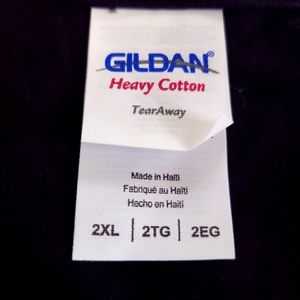 GILDAN®
Heavy Cotton
TearAway
Made in Haiti
Fabriqué au Haïti
Hecho en Haití
2XL | 2TG | 2EG